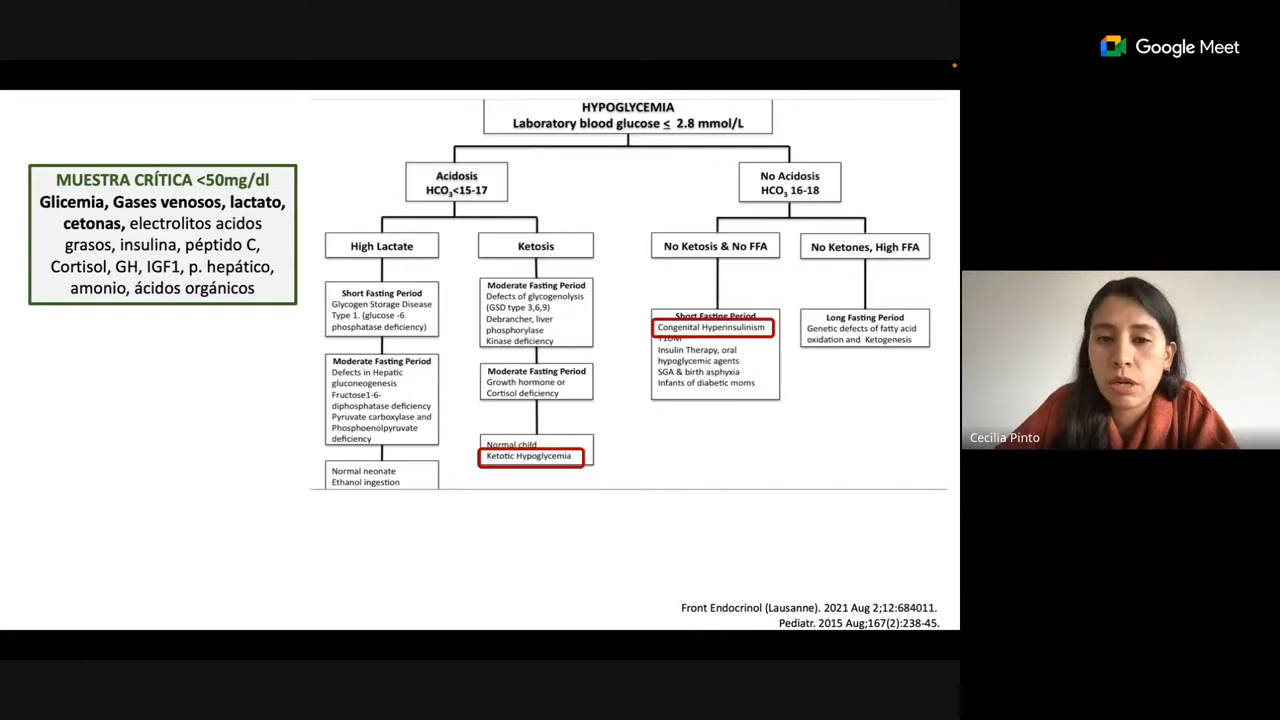 Google Meet
HYPOGLYCEMIA
Laboratory blood glucose ≤ 2.8 mmol/L
MUESTRA CRÍTICA <50mg/dl
Glicemia, Gases venosos, lactato,
cetonas, electrolitos acidos
grasos, insulina, péptido C,
Cortisol, GH, IGF1, p. hepático,
amonio, ácidos orgánicos
Acidosis
HCO3<15-17
No Acidosis
HCO3 16-18
High Lactate
Ketosis
No Ketosis & No FFA
No Ketones, High FFA
Short Fasting Period
Glycogen Storage Disease
Type 1. (glucose -6
phosphatase deficiency)
Moderate Fasting Period
Defects in Hepatic
gluconeogenesis
Fructose1-6-
diphosphatase deficiency
Pyruvate carboxylase and
Phosphoenolpyruvate
deficiency
Normal neonate
Ethanol ingestion
Moderate Fasting Period
Defects of glycogenolysis
(GSD type 3,6,9)
Debrancher, liver
phosphorylase
Kinase deficiency
Moderate Fasting Period
Growth hormone or
Cortisol deficiency
Normal child
Ketotic Hypoglycemia
Short Fasting Period
Congenital Hyperinsulinism
T1DM
Insulin Therapy, oral
hypoglycemic agents
SGA & birth asphyxia
Infants of diabetic moms
Long Fasting Period
Genetic defects of fatty acid
oxidation and Ketogenesis
Cecilia Pinto
Front Endocrinol (Lausanne). 2021 Aug 2;12:684011.
Pediatr. 2015 Aug;167(2):238-45.